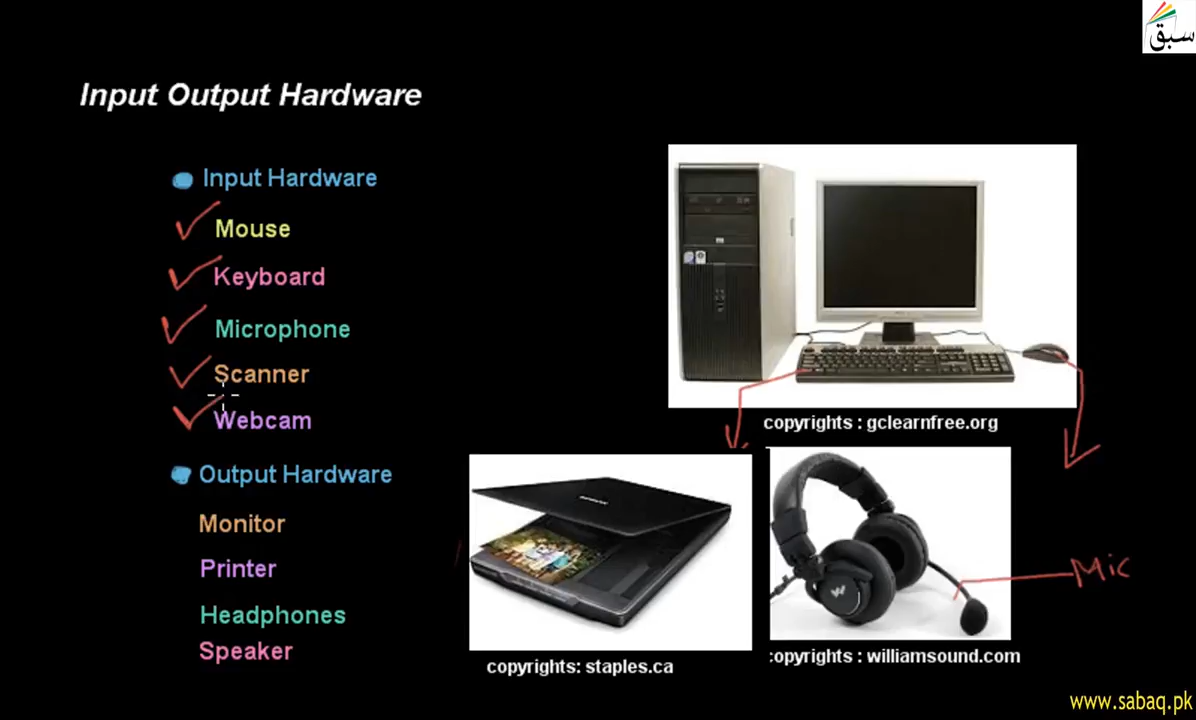 سبق
Input Output Hardware
Input Hardware
Mouse
Keyboard
Microphone
Scanner
Webcam
Output Hardware
Monitor
Printer
Headphones
Speaker
copyrights : gclearnfree.org
Mic
copyrights: staples.ca
opyrights : williamsound.com
www.sabaq.pk